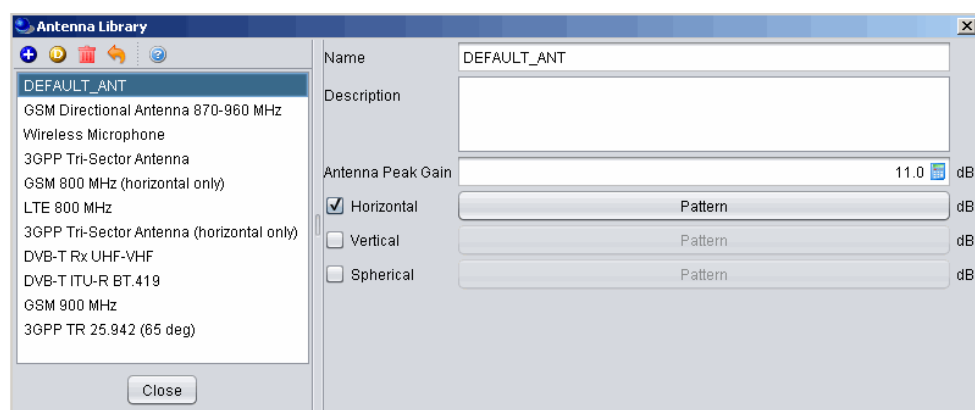 Antenna Library
DEFAULT_ANT
GSM Directional Antenna 870-960 MHz
Wireless Microphone
3GPP Tri-Sector Antenna
GSM 800 MHz (horizontal only)
LTE 800 MHz
3GPP Tri-Sector Antenna (horizontal only)
DVB-T Rx UHF-VHF
DVB-T ITU-R BT.419
GSM 900 MHz
3GPP TR 25.942 (65 deg)
Close
Name DEFAULT_ANT
Description
Antenna Peak Gain 11.0 dB
Horizontal Pattern dB
Vertical Pattern dB
Spherical Pattern dB